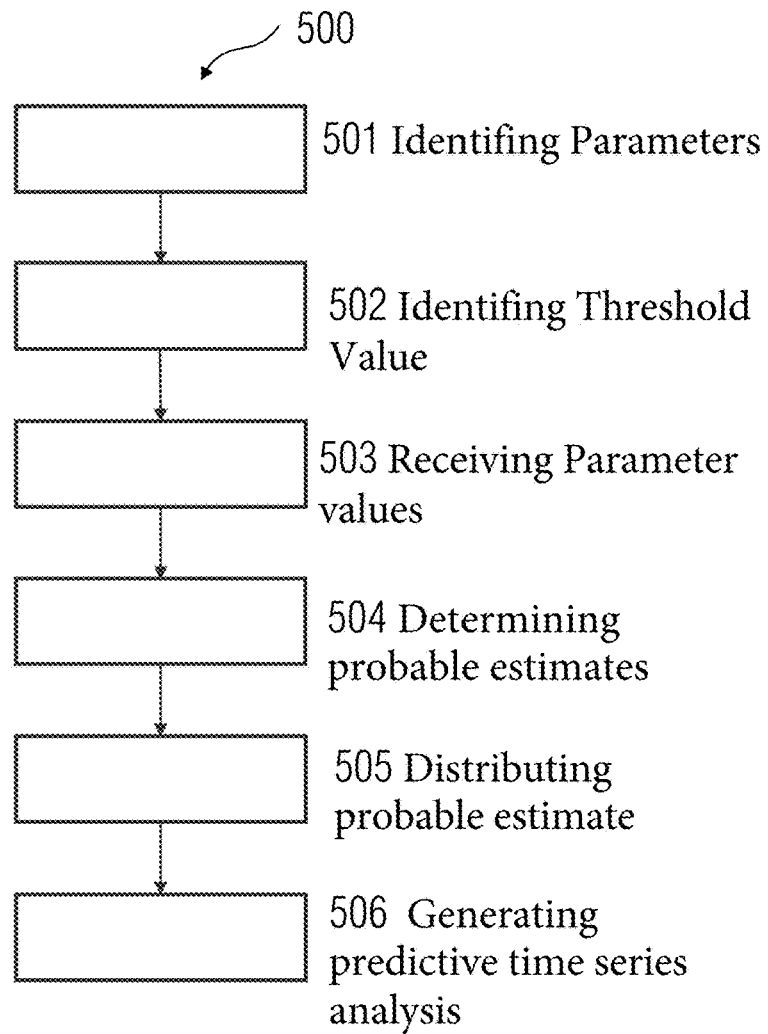 500
501 Identifing Parameters
502 Identifing Threshold
Value
503 Receiving Parameter
values
504 Determining
probable estimates
505 Distributing
probable estimate
506 Generating
predictive time series
analysis